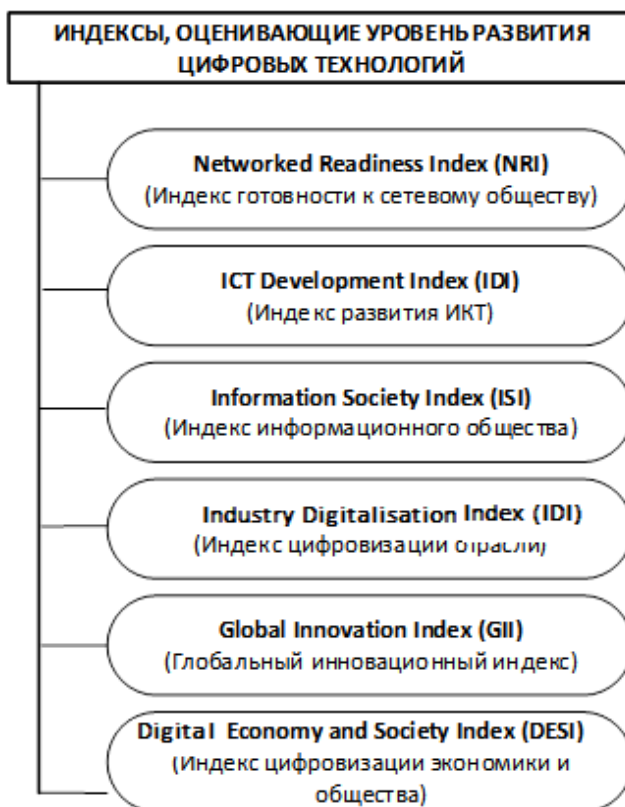 ИНДЕКСЫ, ОЦЕНИВАЮЩИЕ УРОВЕНЬ РАЗВИТИЯ
ЦИФРОВЫХ ТЕХНОЛОГИЙ
Networked Readiness Index (NRI)
(Индекс готовности к сетевому обществу)
ICT Development Index (IDI)
(Индекс развития ИКТ)
Information Society Index (ISI)
(Индекс информационного общества)
Industry Digitalisation Index (IDI)
(Индекс цифровизации отрасли)
Global Innovation Index (GII)
(Глобальный инновационный индекс)
Digital Economy and Society Index (DESI)
(Индекс цифровизации экономики и
общества)